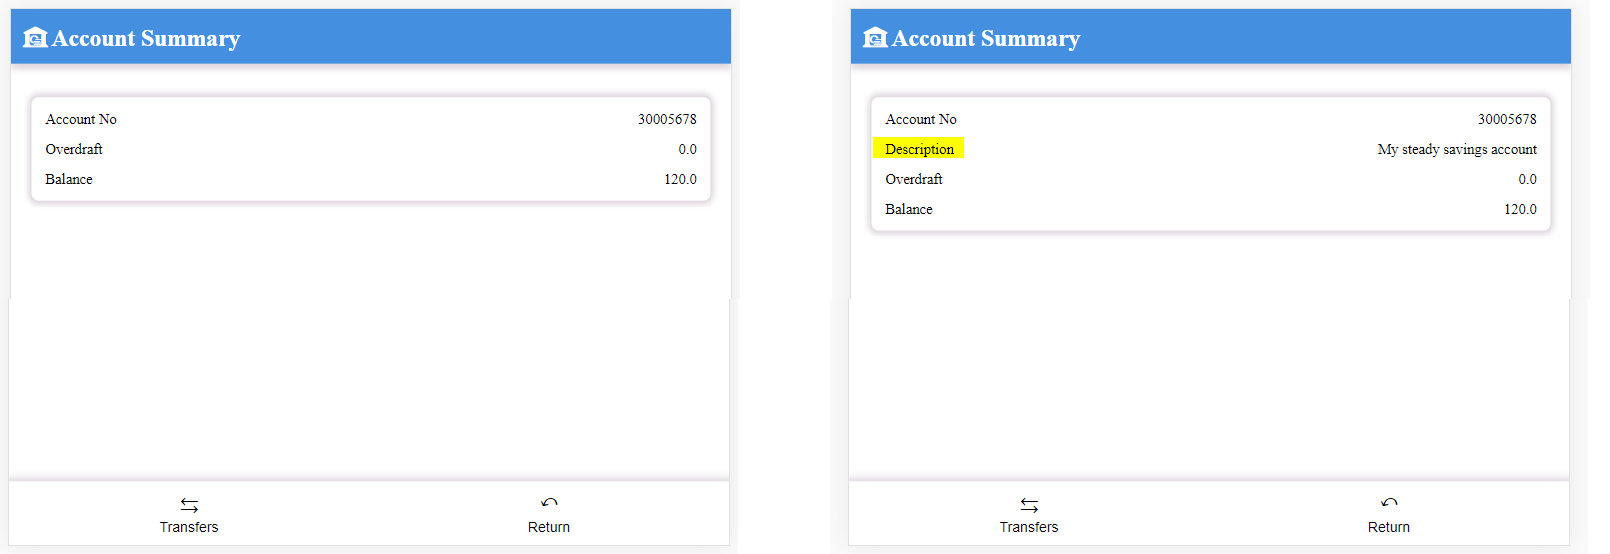 Account Summary
Account No 30005678
Overdraft 0.0
Balance 120.0
Transfers Return
Account Summary
Account No 30005678
Description My steady savings account
Overdraft 0.0
Balance 120.0
Transfers Return